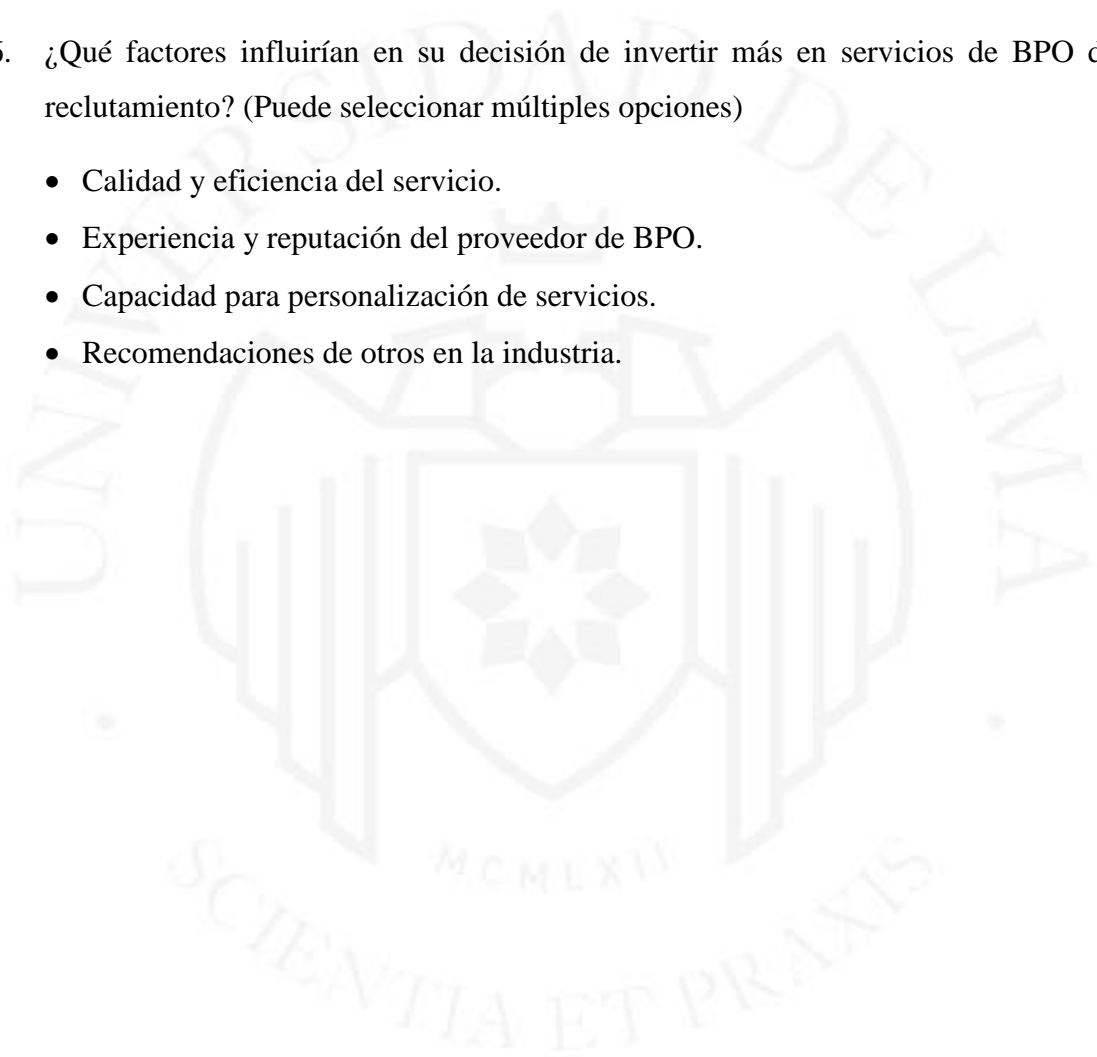 . ¿Qué factores influirían en su decisión de invertir más en servicios de BPO
reclutamiento? (Puede seleccionar múltiples opciones)
• Calidad y eficiencia del servicio.
• Experiencia y reputación del proveedor de BPO.
• Capacidad para personalización de servicios.
• Recomendaciones de otros en la industria.
UNIVERSIDAD DE LIMA
MCMLXII
SCIENTIA ET PRAXIS